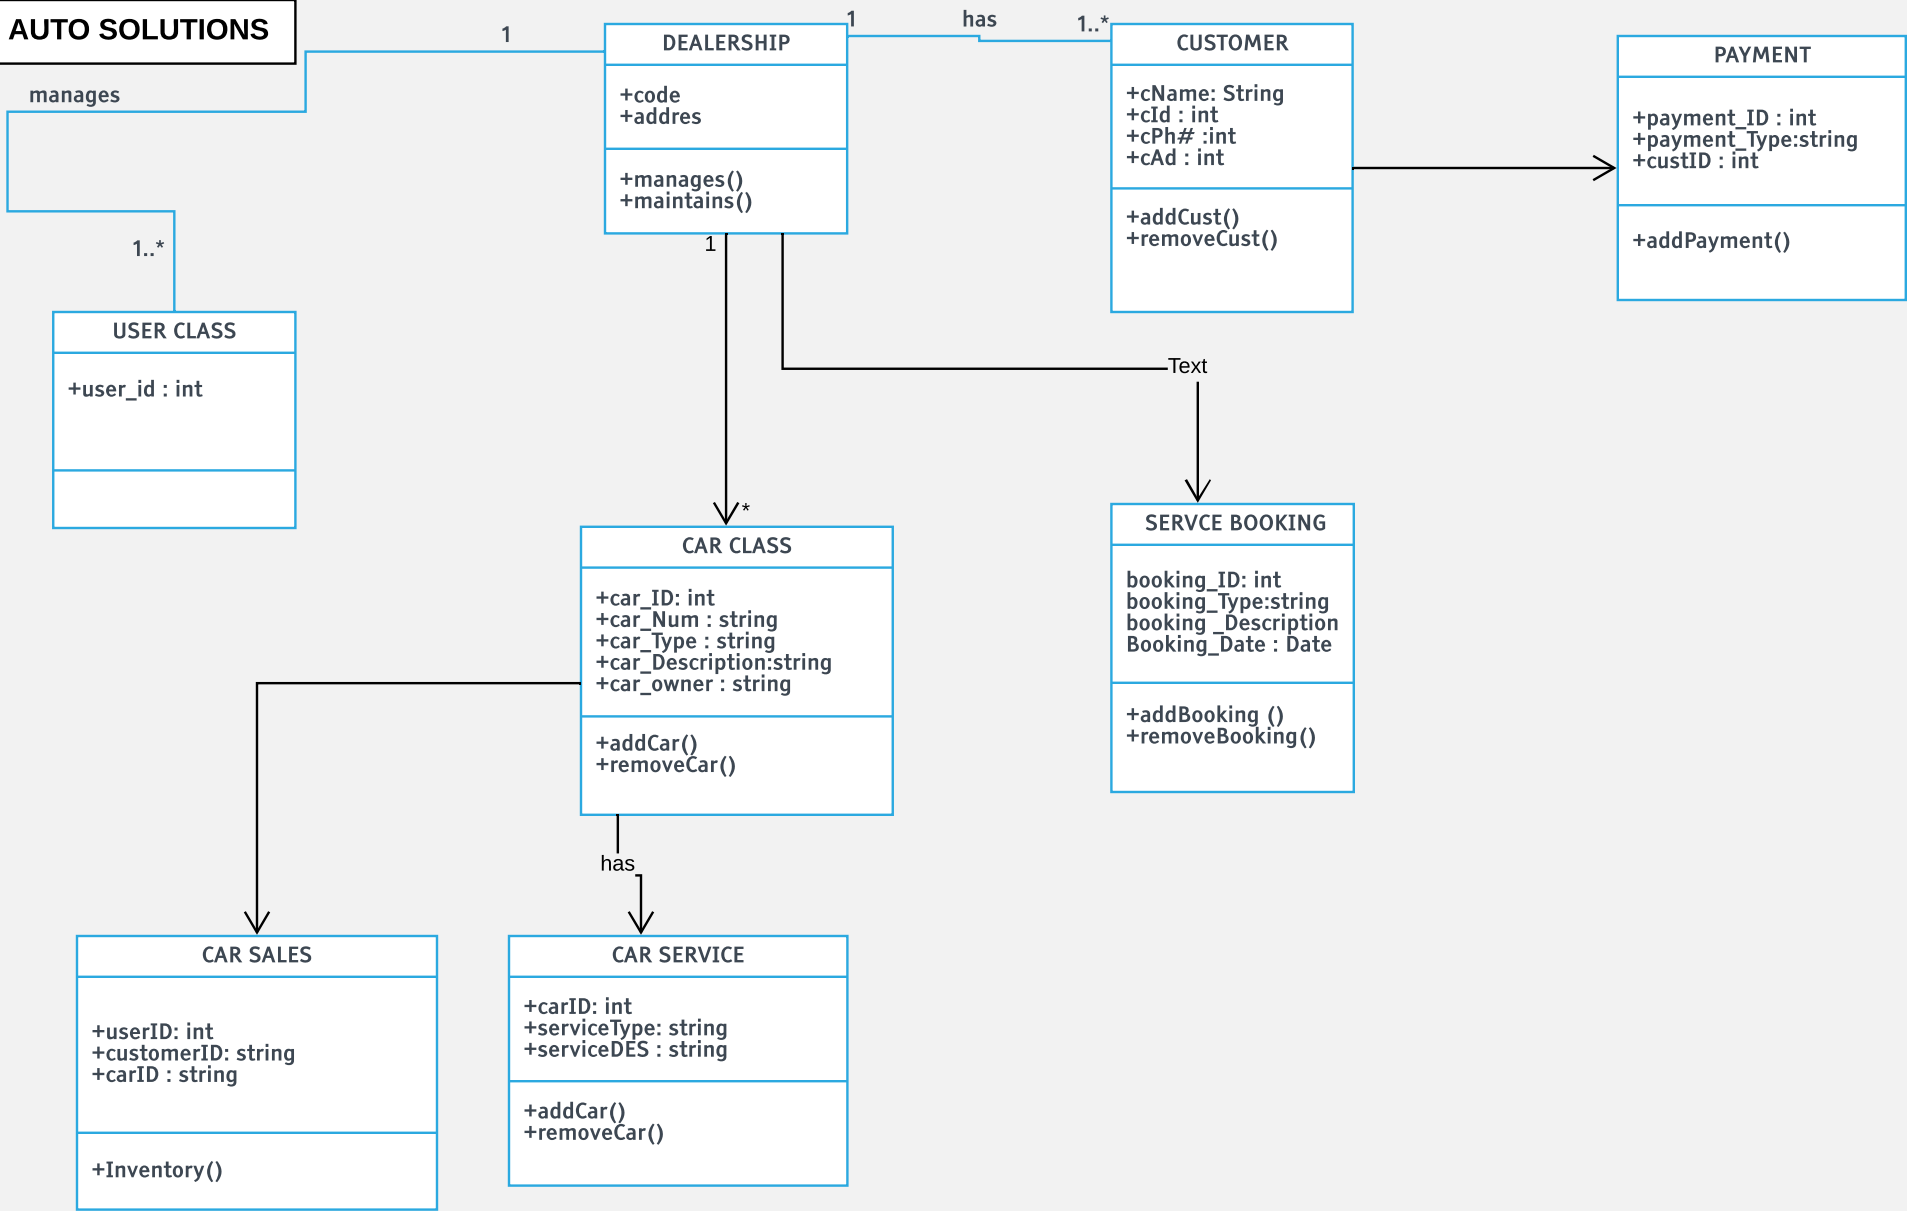 AUTO SOLUTIONS
manages
1
1..*
USER CLASS
+user_id : int
DEALERSHIP
+code
+addres
+manages()
+maintains()
1
has
1..*
CUSTOMER
+cName: String
+cId : int
+cPh# :int
+cAd : int
+addCust()
+removeCust()
PAYMENT
+payment_ID : int
+payment_Type:string
+custID : int
+addPayment()
1
*
Text
CAR CLASS
+car_ID: int
+car_Num : string
+car_Type : string
+car_Description:string
+car_owner : string
+addCar()
+removeCar()
SERVCE BOOKING
booking_ID: int
booking_Type:string
booking _Description
Booking_Date : Date
+addBooking ()
+removeBooking()
has
CAR SALES
+userID: int
+customerID: string
+carID : string
+Inventory()
CAR SERVICE
+carID: int
+serviceType: string
+serviceDES : string
+addCar()
+removeCar()